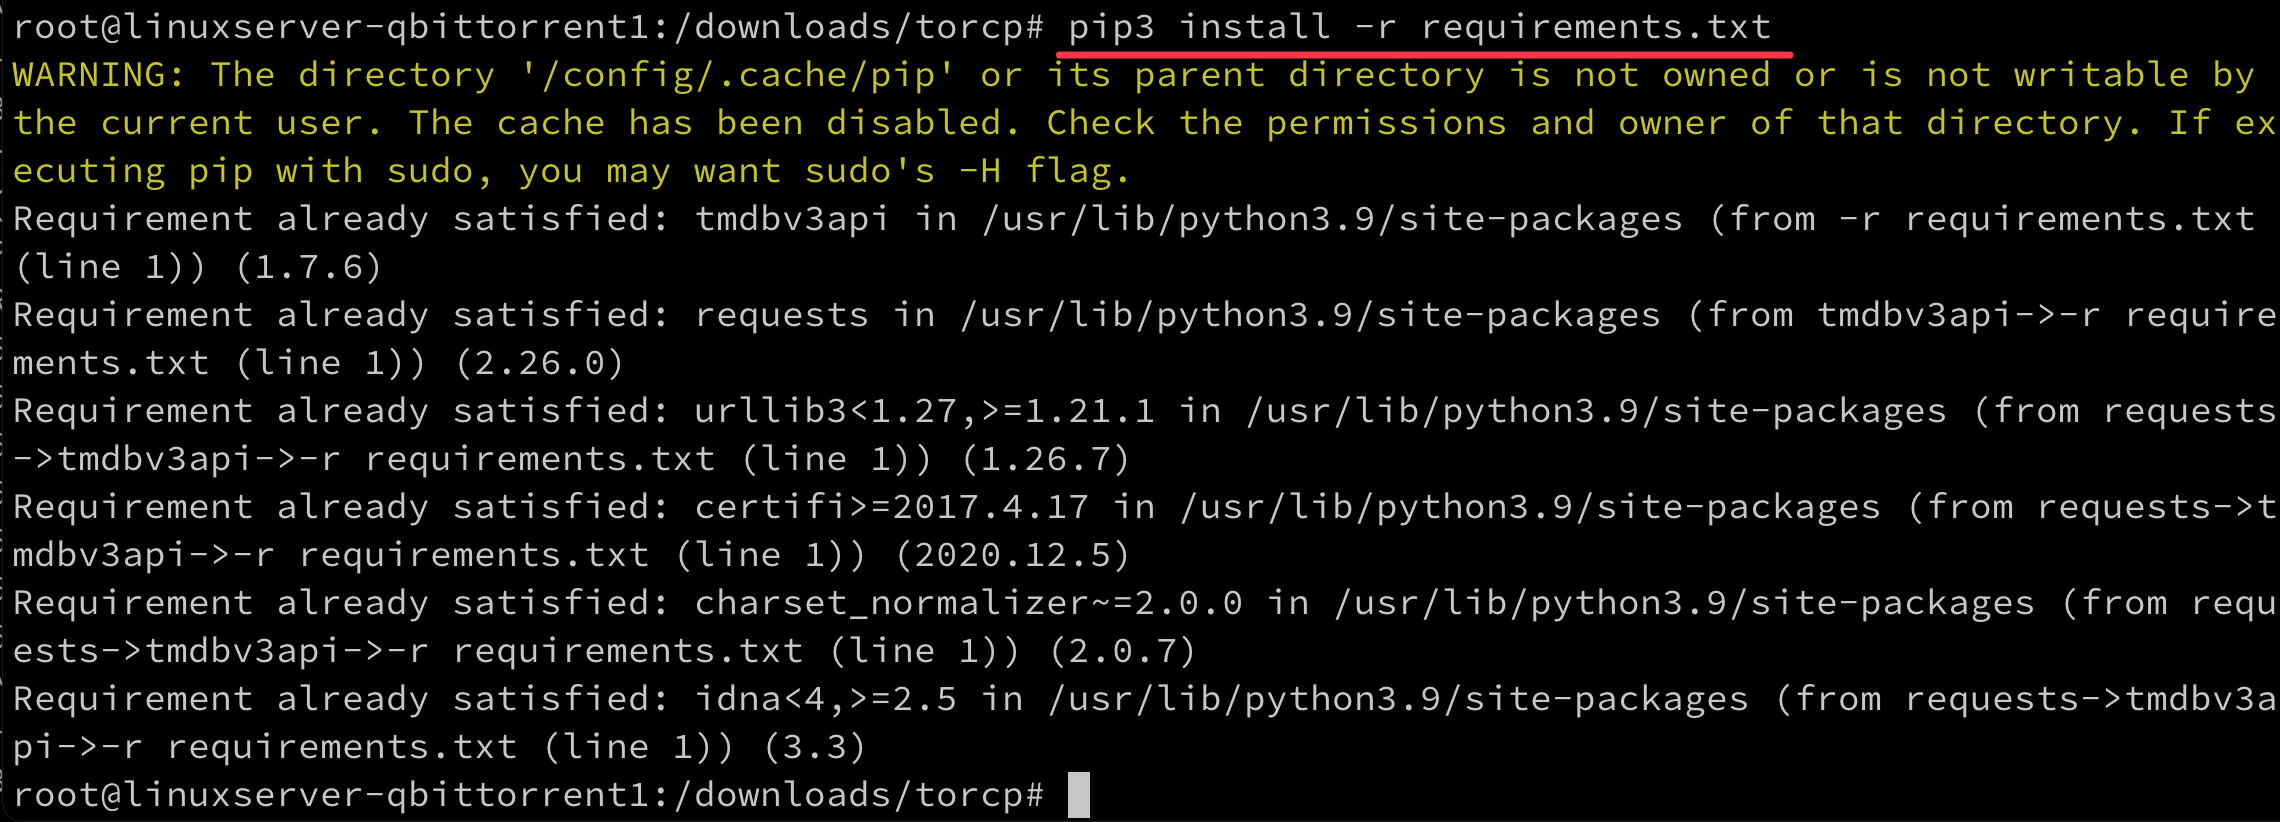 root@linuxserver-qbittorrent1:/downloads/torcp# pip3 install -r requirements.txt
WARNING: The directory '/config/.cache/pip' or its parent directory is not owned or is not writable by
the current user. The cache has been disabled. Check the permissions and owner of that directory. If ex
ecuting pip with sudo, you may want sudo's -H flag.
Requirement already satisfied: tmdbv3api in /usr/lib/python3.9/site-packages (from -r requirements.txt
(line 1)) (1.7.6)
Requirement already satisfied: requests in /usr/lib/python3.9/site-packages (from tmdbv3api->-r require
ments.txt (line 1)) (2.26.0)
Requirement already satisfied: urllib3<1.27,>=1.21.1 in /usr/lib/python3.9/site-packages (from requests
->tmdbv3api->-r requirements.txt (line 1)) (1.26.7)
Requirement already satisfied: certifi>=2017.4.17 in /usr/lib/python3.9/site-packages (from requests->t
mdbv3api->-r requirements.txt (line 1)) (2020.12.5)
Requirement already satisfied: charset_normalizer~=2.0.0 in /usr/lib/python3.9/site-packages (from requ
ests->tmdbv3api->-r requirements.txt (line 1)) (2.0.7)
Requirement already satisfied: idna<4,>=2.5 in /usr/lib/python3.9/site-packages (from requests->tmdbv3a
pi->-r requirements.txt (line 1)) (3.3)
root@linuxserver-qbittorrent1:/downloads/torcp#